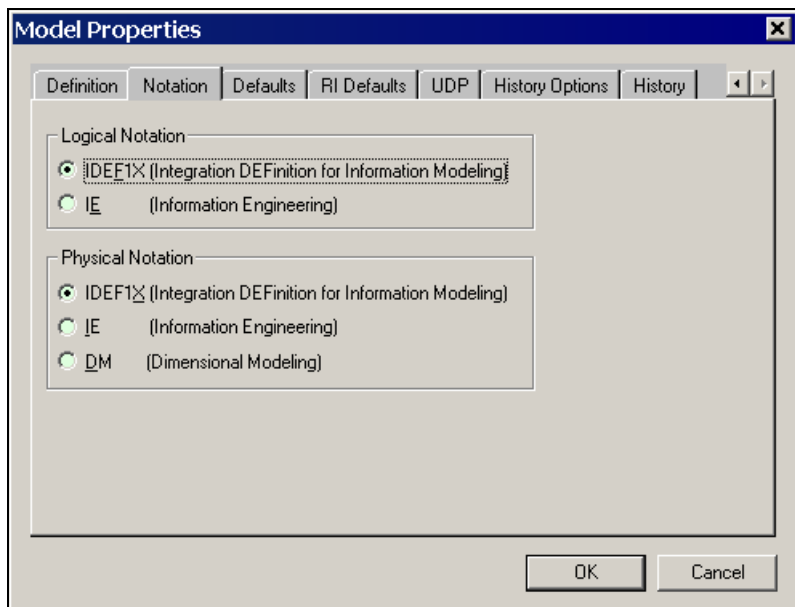 Model Properties
Definition Notation Defaults RI Defaults UDP History Options History
Logical Notation
IDEF1X (Integration DEFinition for Information Modeling)
IE (Information Engineering)
Physical Notation
IDEF1X (Integration DEFinition for Information Modeling)
IE (Information Engineering)
DM (Dimensional Modeling)
OK Cancel